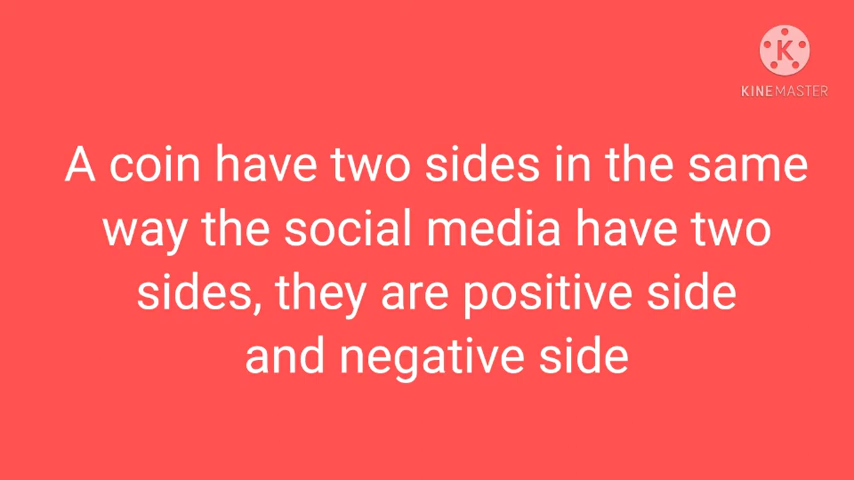 KINEMASTER
A coin have two sides in the same
way the social media have two
sides, they are positive side
and negative side